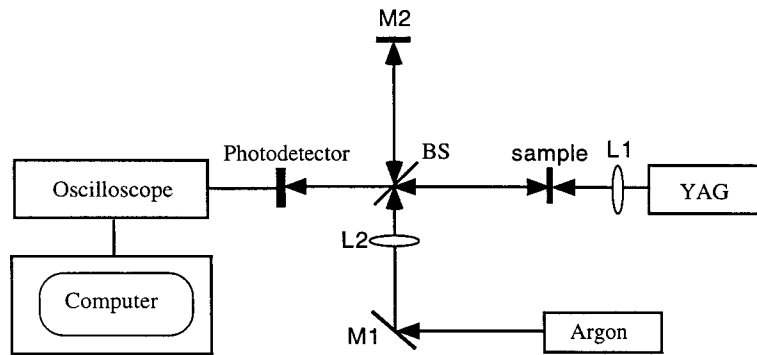 M2
Photodetector
BS
sample
L1
Oscilloscope
YAG
L2
Computer
M1
Argon